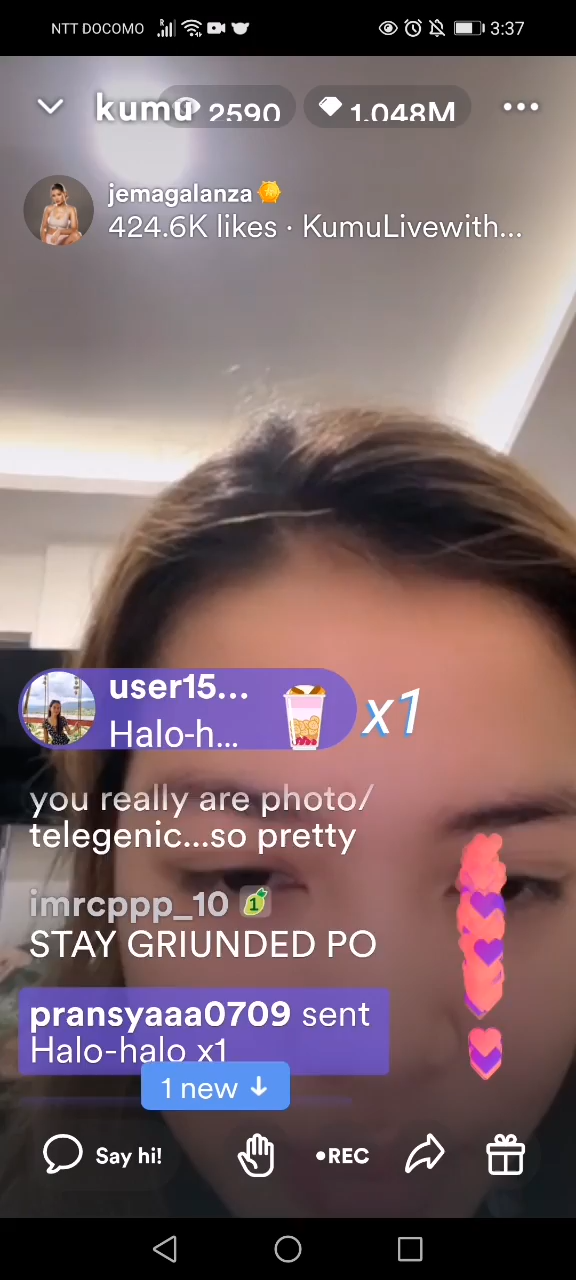 NTT DOCOMO
3:37
kumu 2590 1.048M
jemagalanza
424.6K likes · KumuLivewith...
user15...
Halo-h...
x1
you really are photo/
telegenic...so pretty
imrcppp_10 1
STAY GRIUNDED PO
pransyaaa0709 sent
Halo-halo x1
1 new ↓
Say hi!
•REC